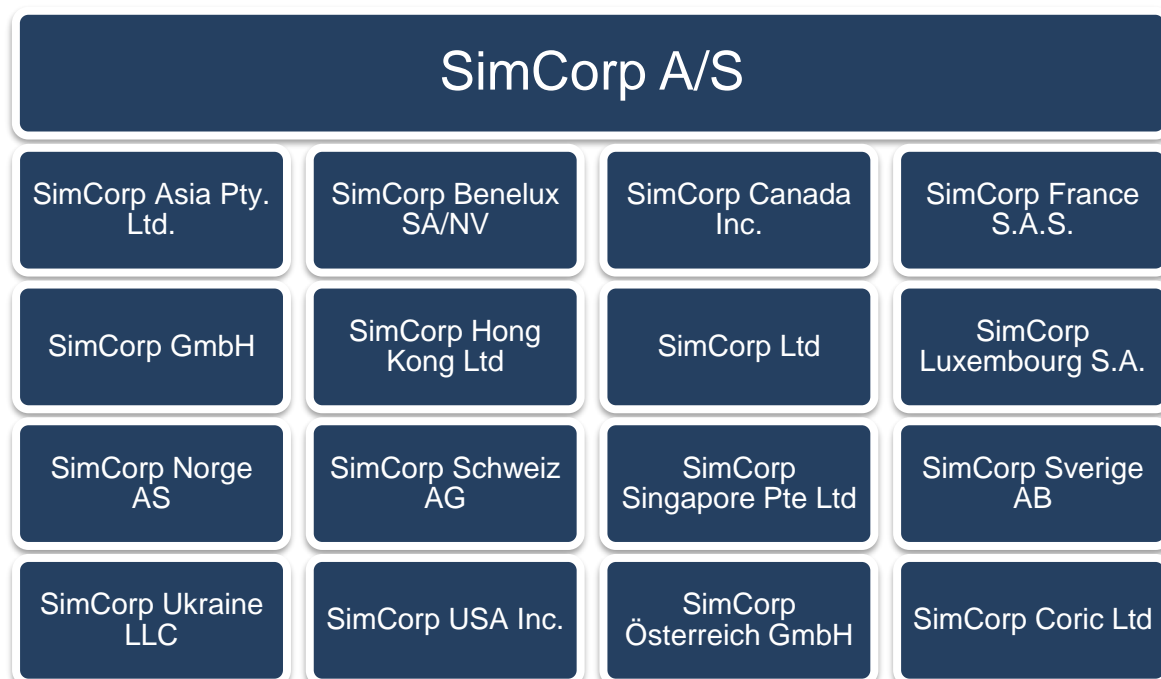 SimCorp A/S
SimCorp Asia Pty.
Ltd.
SimCorp Benelux
SA/NV
SimCorp Canada
Inc.
SimCorp France
S.A.S.
SimCorp GmbH
SimCorp Hong
Kong Ltd
SimCorp Ltd
SimCorp
Luxembourg S.A.
SimCorp Norge
AS
SimCorp Schweiz
AG
SimCorp
Singapore Pte Ltd
SimCorp Sverige
AB
SimCorp Ukraine
LLC
SimCorp USA Inc.
SimCorp
Österreich GmbH
SimCorp Coric Ltd